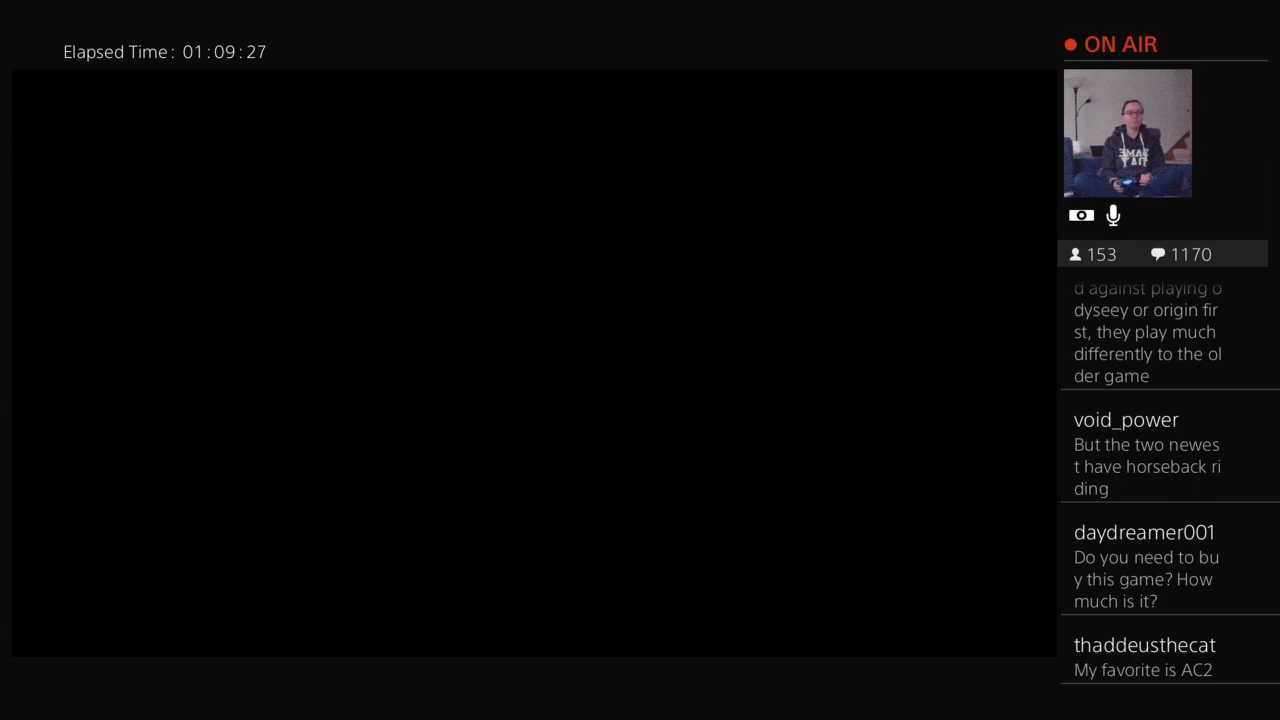 Elapsed Time: 01:09:27
ON AIR
SAME
DAY
153 1170
d against playing o
dyseey or origin fir
st, they play much
differently to the ol
der game
void_power
But the two newes
t have horseback ri
ding
daydreamer001
Do you need to bu
y this game? How
much is it?
thaddeusthecat
My favorite is AC2